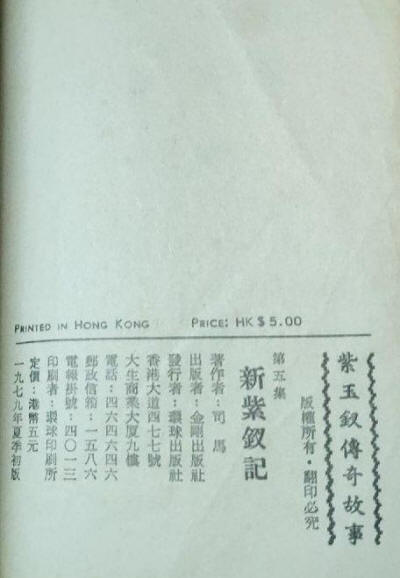 PRINTED IN HONG KONG PRICE: HK $ 5.00
紫玉釵傳奇故事
版權所有・翻印必究
第五集
新紫釵記
著作者：司馬
出版者：金剛出版社
發行者：環球出版社
香港大道四七七號
大生商業大厦九樓
電話：四六四六四六
郵政信箱：一五八六
電報掛號：四〇一三
印刷者：環球印刷所
定價：港幣五元
一九七九年夏季初版